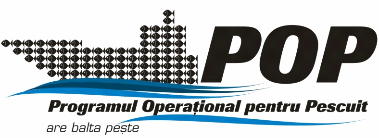 POP
Programul Operațional pentru Pescuit
are balta pește